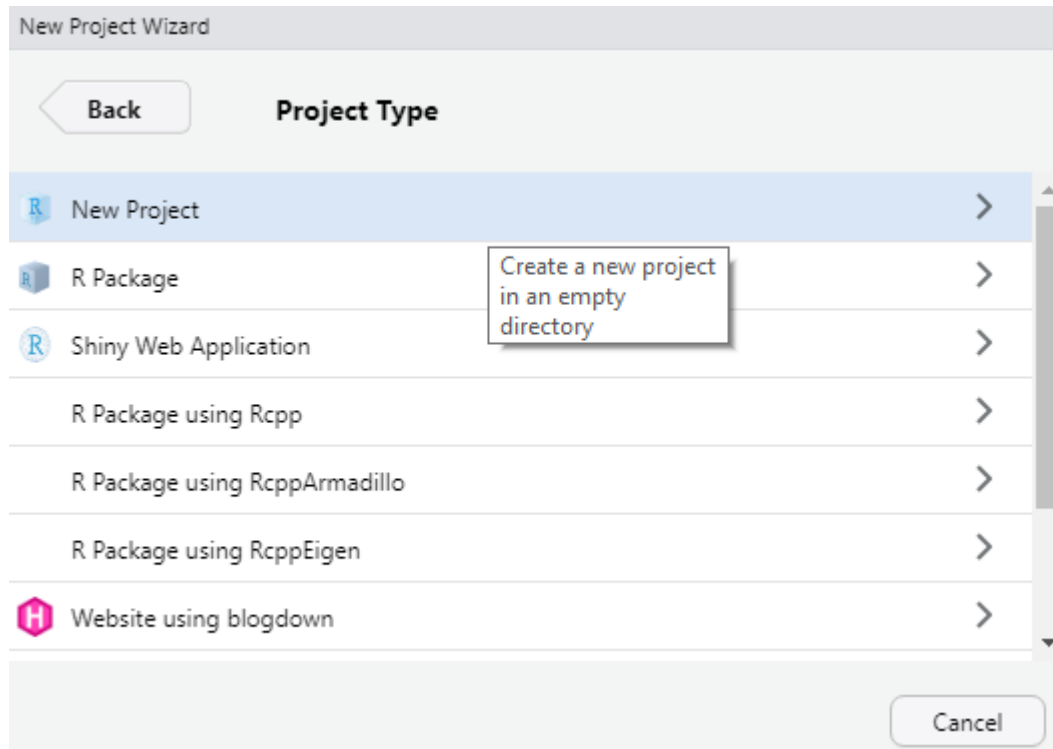 New Project Wizard
Back
Project Type
R New Project
Create a new project
in an empty
directory
R R Package
R Shiny Web Application
R Package using Rcpp
R Package using RcppArmadillo
R Package using RcppEigen
H Website using blogdown
Cancel